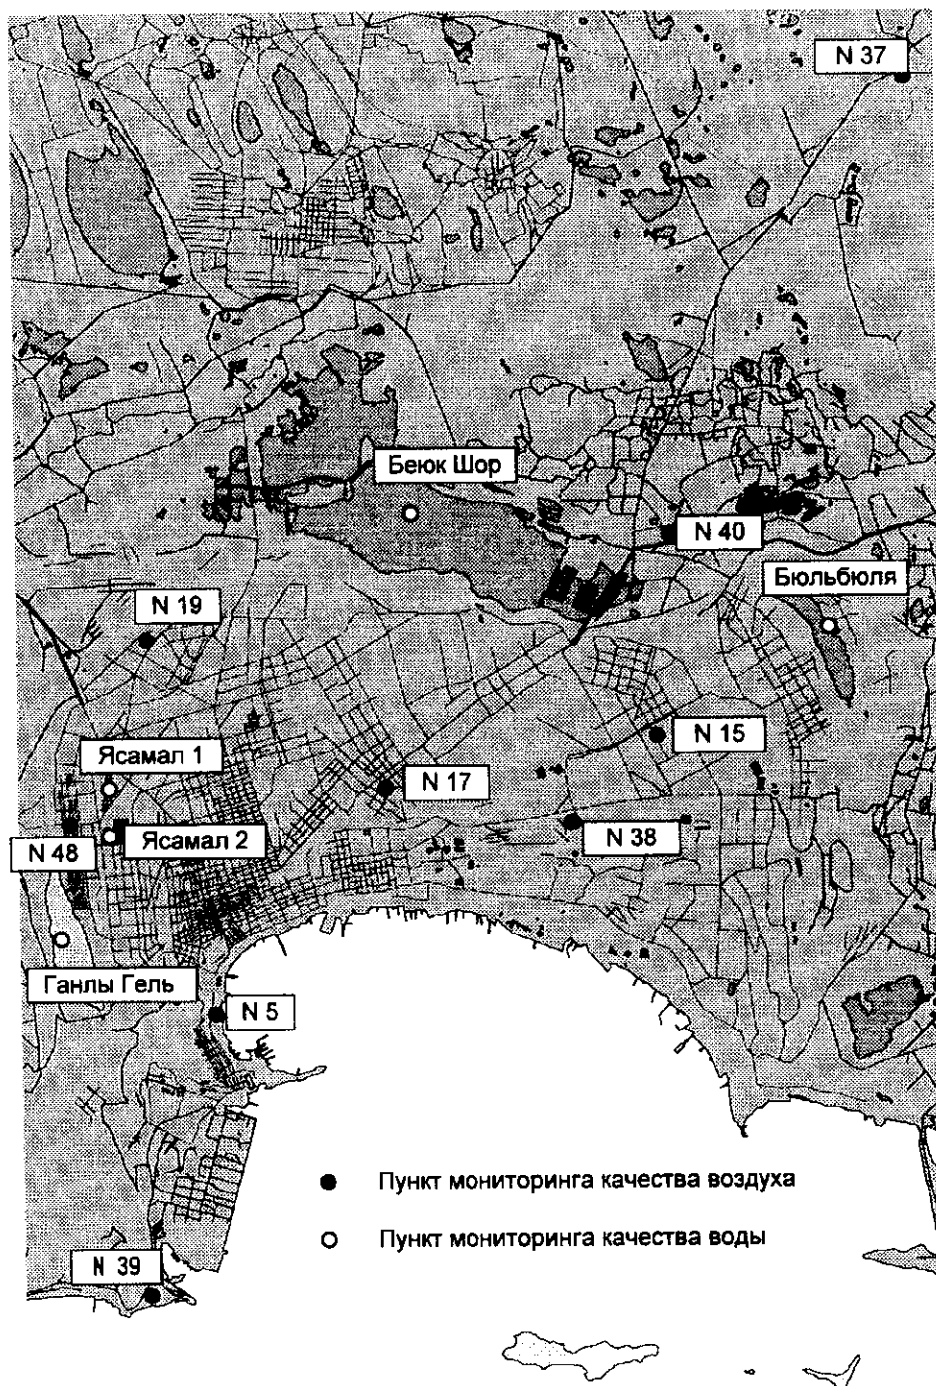 N 37
Беюк Шор
N 40
Бюльбюля
N 19
N 15
Ясамал 1
N 17
Ясамал 2
N 38
N 48
Ганлы Гель
N 5
Пункт мониторинга качества воздуха
Пункт мониторинга качества воды
N 39